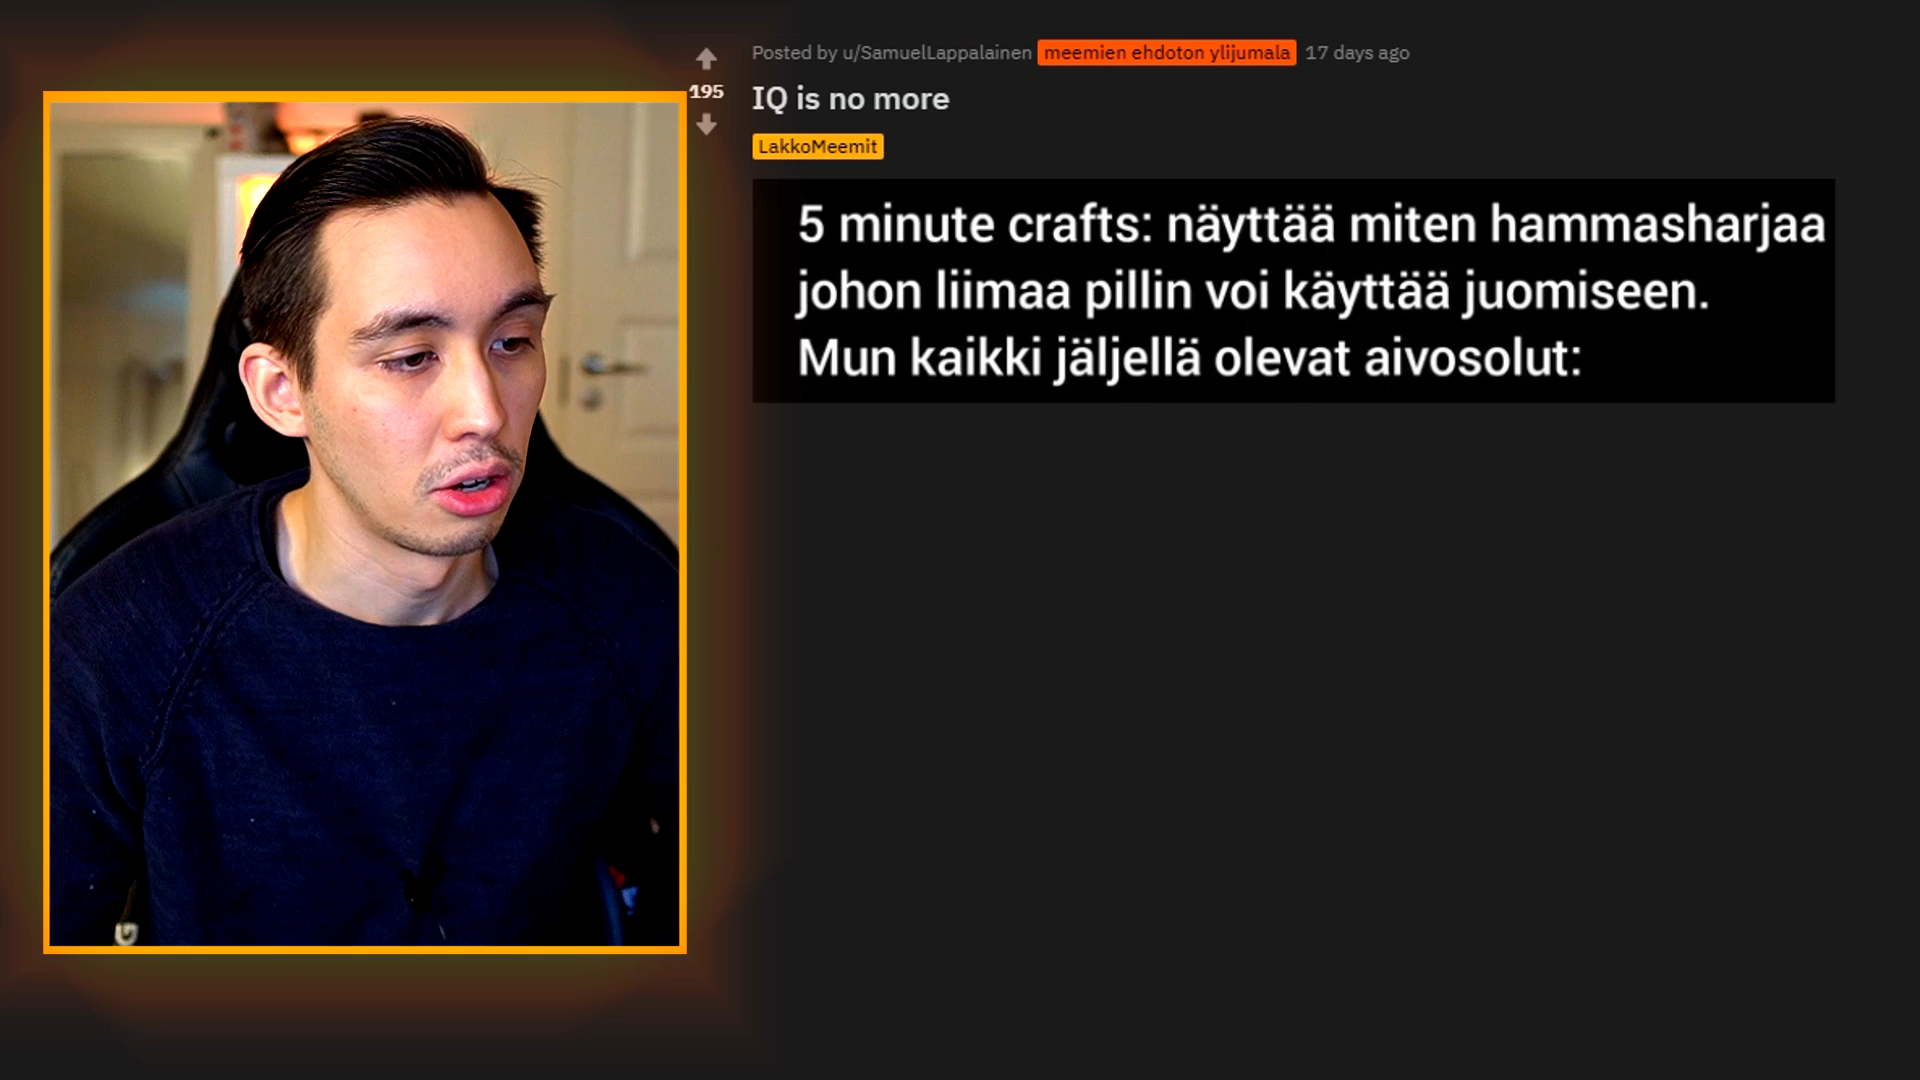 195
Posted by u/SamuelLappalainen meemien ehdoton ylijumala 17 days ago
IQ is no more
LakkoMeemit
5 minute crafts: näyttää miten hammasharjaa
johon liimaa pillin voi käyttää juomiseen.
Mun kaikki jäljellä olevat aivosolut: